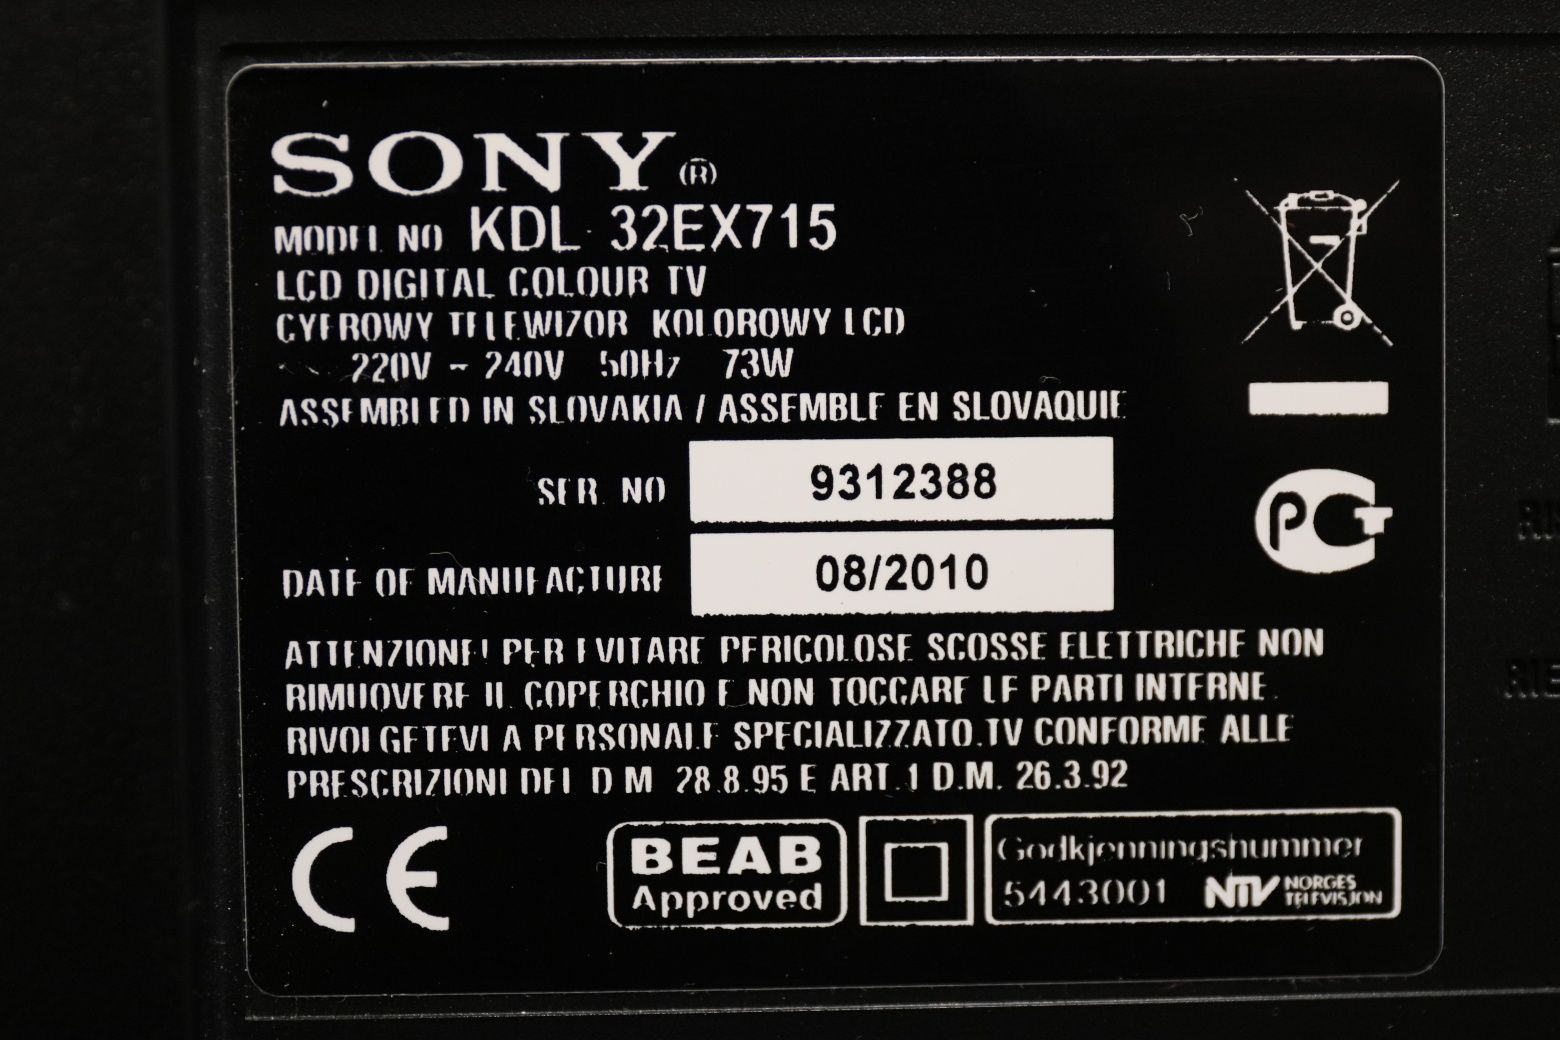 SONY®
MODEL NO KDL-32EX715
LCD DIGITAL COLOUR TV
CYFROWY TELEWIZOR KOLOROWY LCD
~ 220V - 240V 50Hz 73W
ASSEMBLED IN SLOVAKIA / ASSEMBLE EN SLOVAQUIE
SER. NO 9312388
DATE OF MANUFACTURE 08/2010
ATTENZIONE! PER EVITARE PERICOLOSE SCOSSE ELETTRICHE NON
RIMUOVERE IL COPERCHIO E NON TOCCARE LE PARTI INTERNE.
RIVOLGETEVI A PERSONALE SPECIALIZZATO.TV CONFORME ALLE
PRESCRIZIONI DEL D.M. 28.8.95 E ART.1 D.M. 26.3.92
PCT
CE
BEAB
Approved
Godkjenningshummer
5443001 NTV NORGES
TELEVISJON